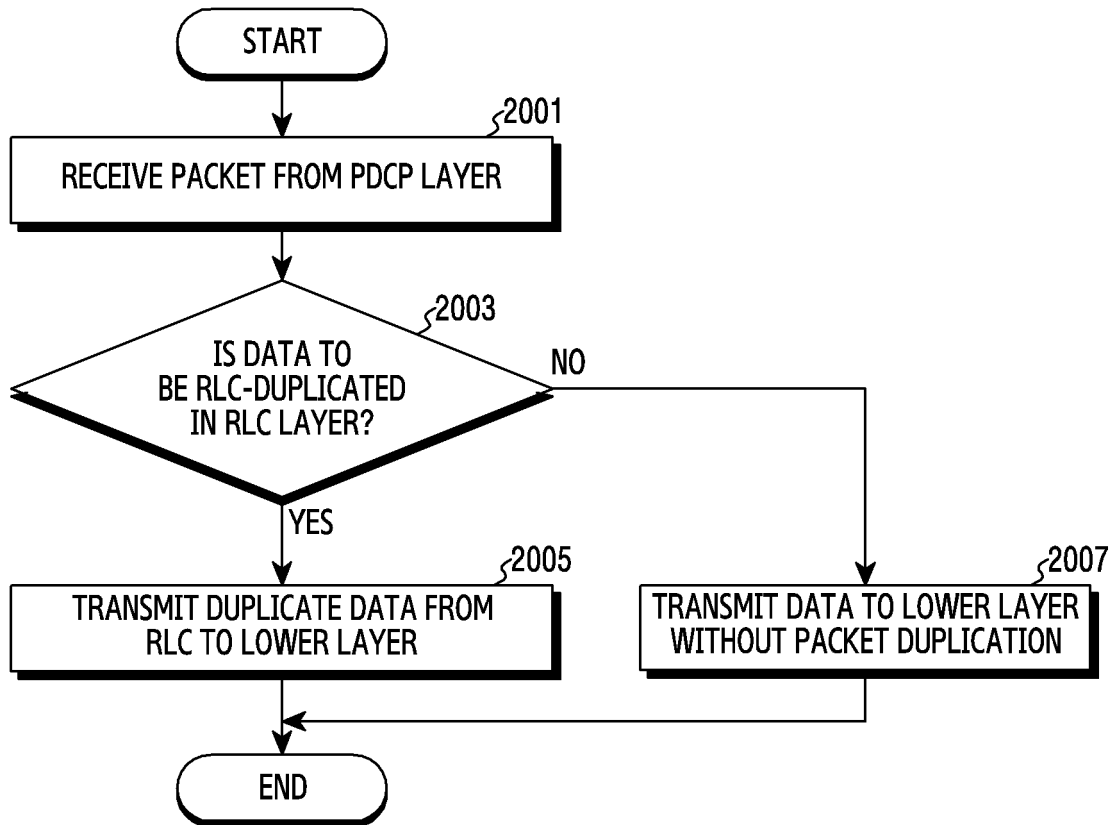 START
2001
RECEIVE PACKET FROM PDCP LAYER
2003
IS DATA TO
BE RLC-DUPLICATED
IN RLC LAYER?
NO
YES
2005
TRANSMIT DUPLICATE DATA FROM
RLC TO LOWER LAYER
2007
TRANSMIT DATA TO LOWER LAYER
WITHOUT PACKET DUPLICATION
END